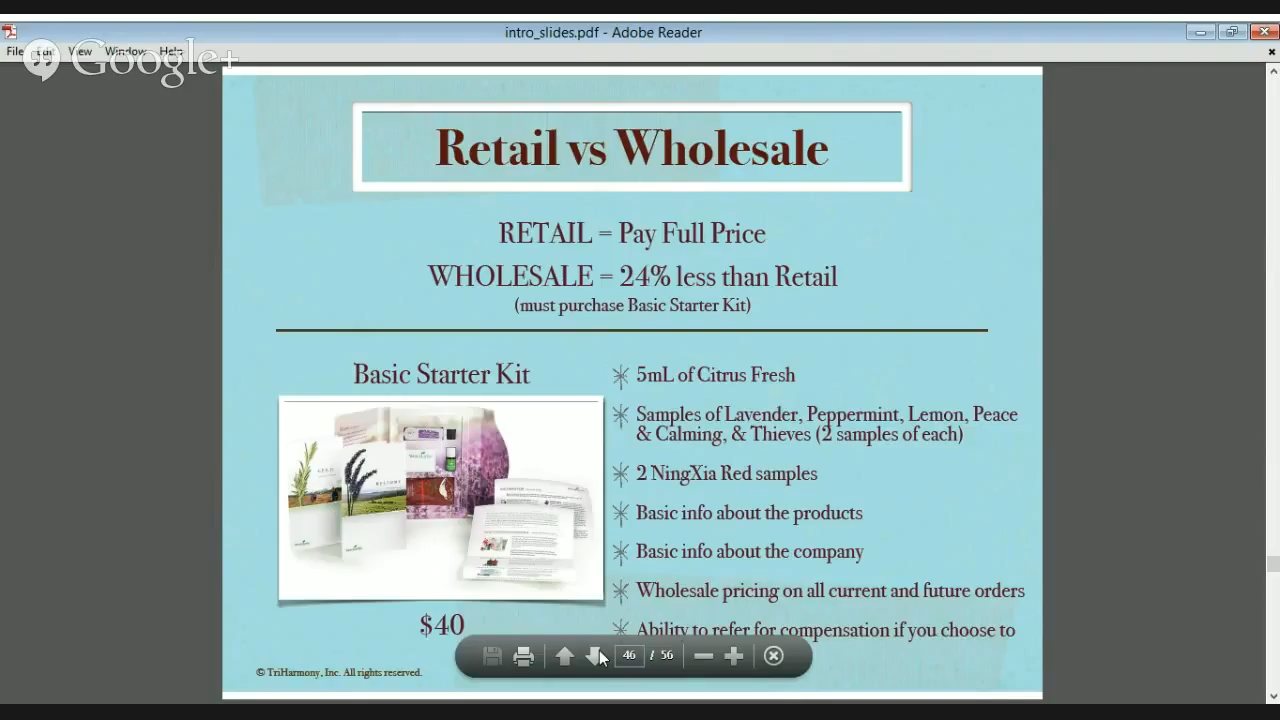 intro_slides.pdf - Adobe Reader
File Edit View Window Help
Google+
Retail vs Wholesale
RETAIL = Pay Full Price
WHOLESALE = 24% less than Retail
(must purchase Basic Starter Kit)
Basic Starter Kit
$40
5mL of Citrus Fresh
Samples of Lavender, Peppermint, Lemon, Peace
& Calming, & Thieves (2 samples of each)
2 NingXia Red samples
Basic info about the products
Basic info about the company
Wholesale pricing on all current and future orders
Ability to refer for compensation if you choose to
46 / 56
© TriHarmony, Inc. All rights reserved.